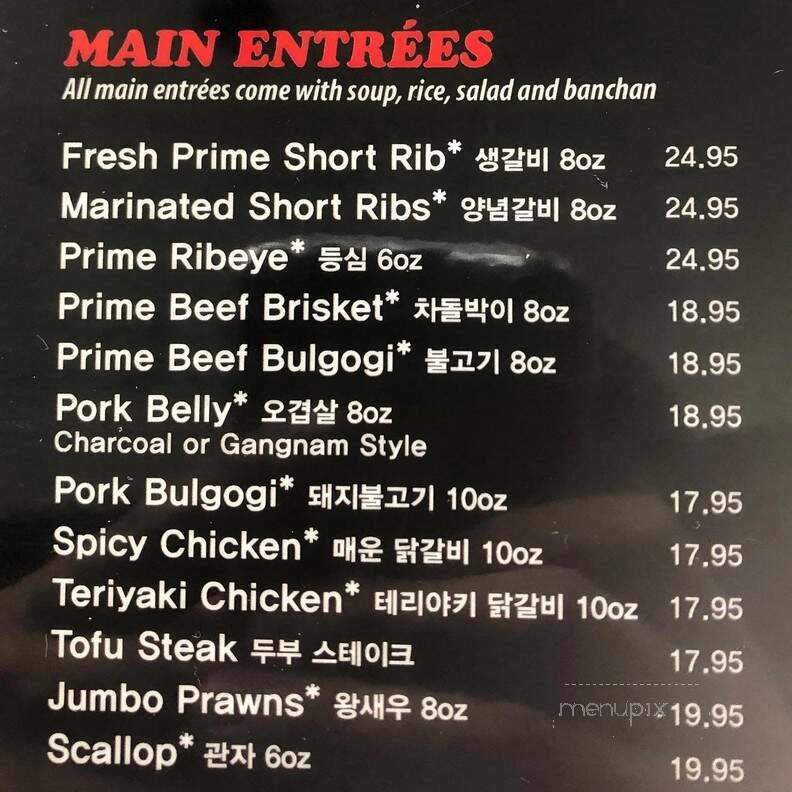 MAIN ENTRÉES
All main entrées come with soup, rice, salad and banchan
Fresh Prime Short Rib* 생갈비 8oz 24.95
Marinated Short Ribs* 양념갈비 8oz 24.95
Prime Ribeye* 등심 6oz 24.95
Prime Beef Brisket* 차돌박이 8oz 18.95
Prime Beef Bulgogi* 불고기 8oz 18.95
Pork Belly* 오겹살 8oz 18.95
Charcoal or Gangnam Style
Pork Bulgogi* 돼지불고기 10oz 17.95
Spicy Chicken* 매운 닭갈비 10oz 17.95
Teriyaki Chicken* 테리야키 닭갈비 10oz 17.95
Tofu Steak 두부 스테이크 17.95
Jumbo Prawns* 왕새우 8oz 19.95
menupix
Scallop* 관자 6oz 19.95